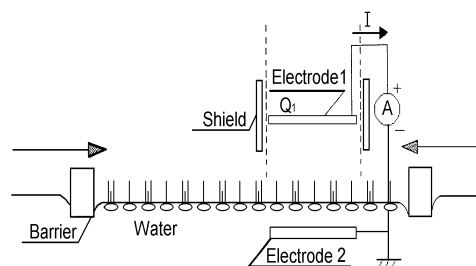 I
Electrode1
Q1
Shield
+
A
−
Barrier
Water
Electrode 2